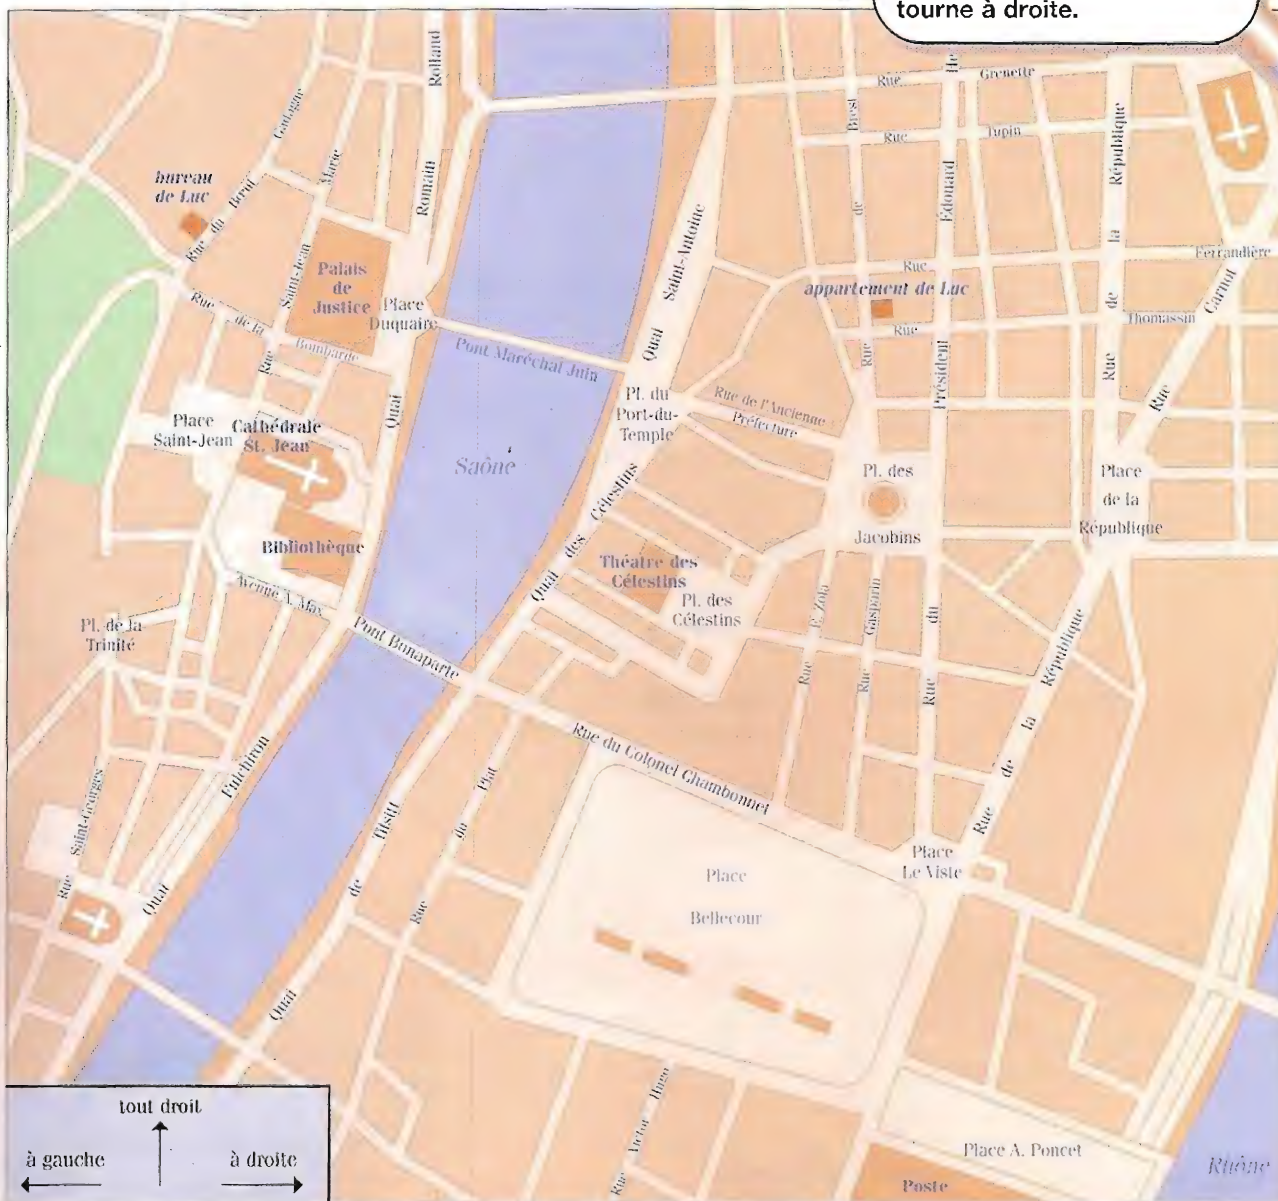 tourne à droite.
Rolland
Romain
Gadagne
Rue du Bœuf
bureau
de Luc
Marie
Saint-Jean
Rue
Palais
de
Justice
Place
Duquaire
Rue de la
Bombarde
Quai
Pont Maréchal Juin
Quai Saint-Antoine
Rue Grenette
Rue Tupin
Brest
de
Rue
Édouard
Président
du
Rue
République
la
de
Rue
Rue Ferrandière
appartement de Luc
Rue Thomassin
Rue Carnot
Pl. du
Port-du-
Temple
Rue de l'Ancienne
Préfecture
Place
Saint-Jean
Cathédrale
St. Jean
Saône
Pl. des
Jacobins
Place
de la
République
Bibliothèque
Quai des Célestins
Théatre des
Célestins
Pl. des
Célestins
Avenue A. Max
Pont Bonaparte
Pl. de la
Trinité
Rue E. Zola
Rue Gasparin
Rue de la République
Rue du Colonel Chambonnet
Quai Fulchiron
Quai de Tilsitt
Rue du Plat
Rue Saint-Georges
Place
Le Viste
Place
Bellecour
Rue Victor Hugo
Place A. Poncet
Poste
Rhône
tout droit
à gauche
à droite